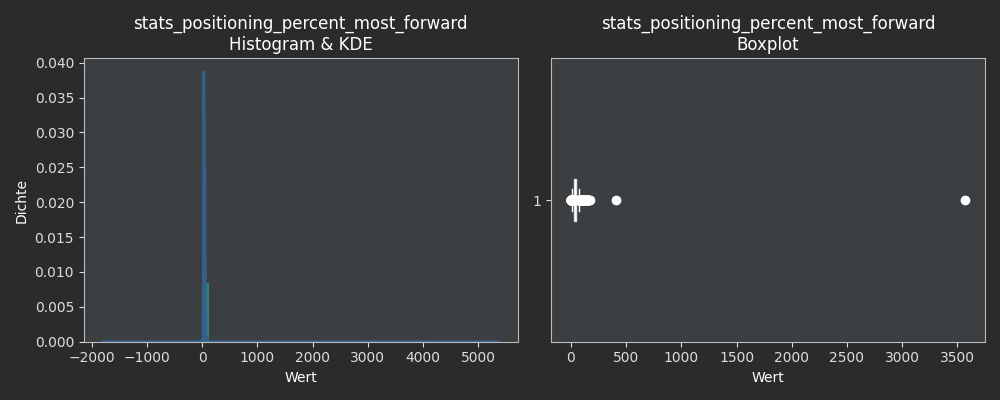 stats_positioning_percent_most_forward
Histogram & KDE
0.040
0.035
0.030
0.025
0.020
0.015
0.010
0.005
0.000
Dichte
−2000 −1000 0 1000 2000 3000 4000 5000
Wert
stats_positioning_percent_most_forward
Boxplot
1
0 500 1000 1500 2000 2500 3000 3500
Wert